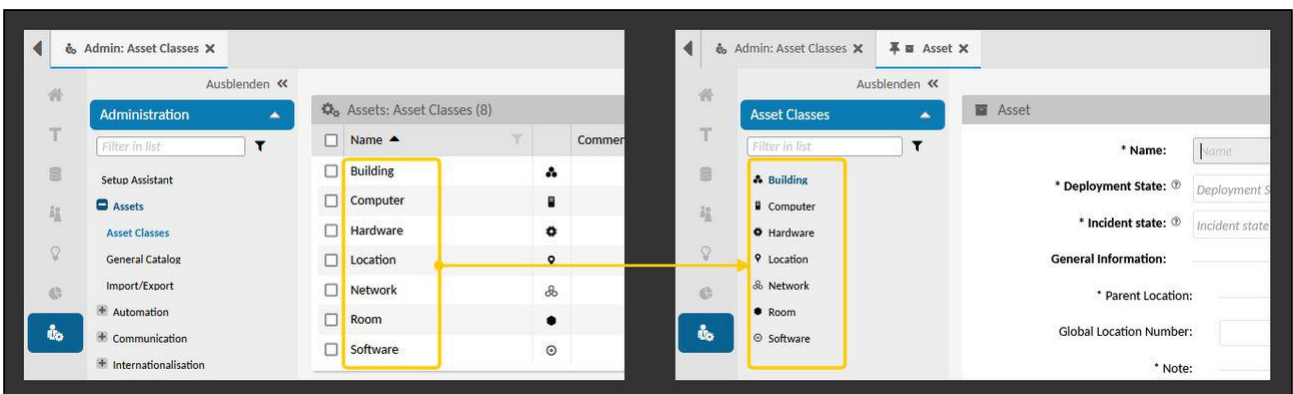 Admin: Asset Classes
Ausblenden
Administration
Filter in list
Setup Assistant
Assets
Asset Classes
General Catalog
Import/Export
Automation
Communication
Internationalisation
Assets: Asset Classes (8)
Name Commen
Building
Computer
Hardware
Location
Network
Room
Software
Admin: Asset Classes Asset
Ausblenden
Asset Classes
Filter in list
Building
Computer
Hardware
Location
Network
Room
Software
Asset
* Name: Name
* Deployment State: Deployment S
* Incident state: Incident state
General Information:
* Parent Location:
Global Location Number:
* Note: